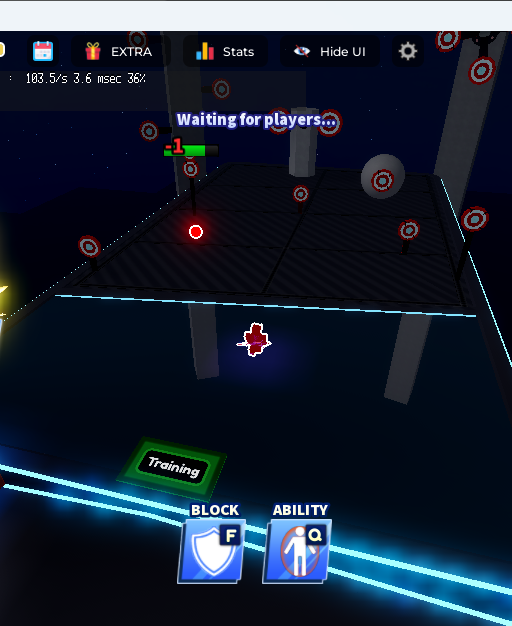 EXTRA Stats Hide UI
: 103.5/s 3.6 msec 36%
Waiting for players...
-1
Training
BLOCK ABILITY
F Q